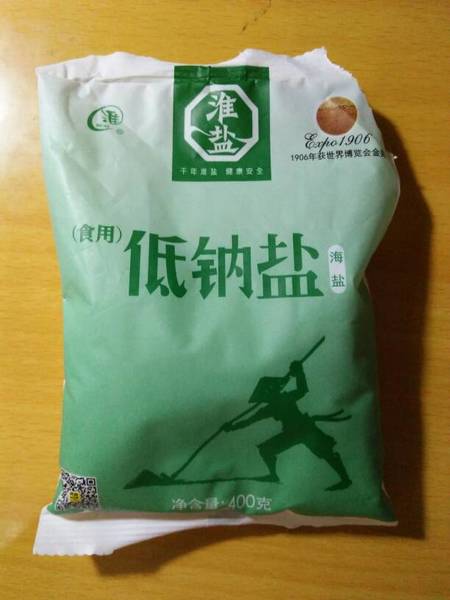 淮
淮盐
千年淮盐 健康安全
Expo1906
1906年获世界博览会金
(食用)
低钠盐
海盐
净含量:400克